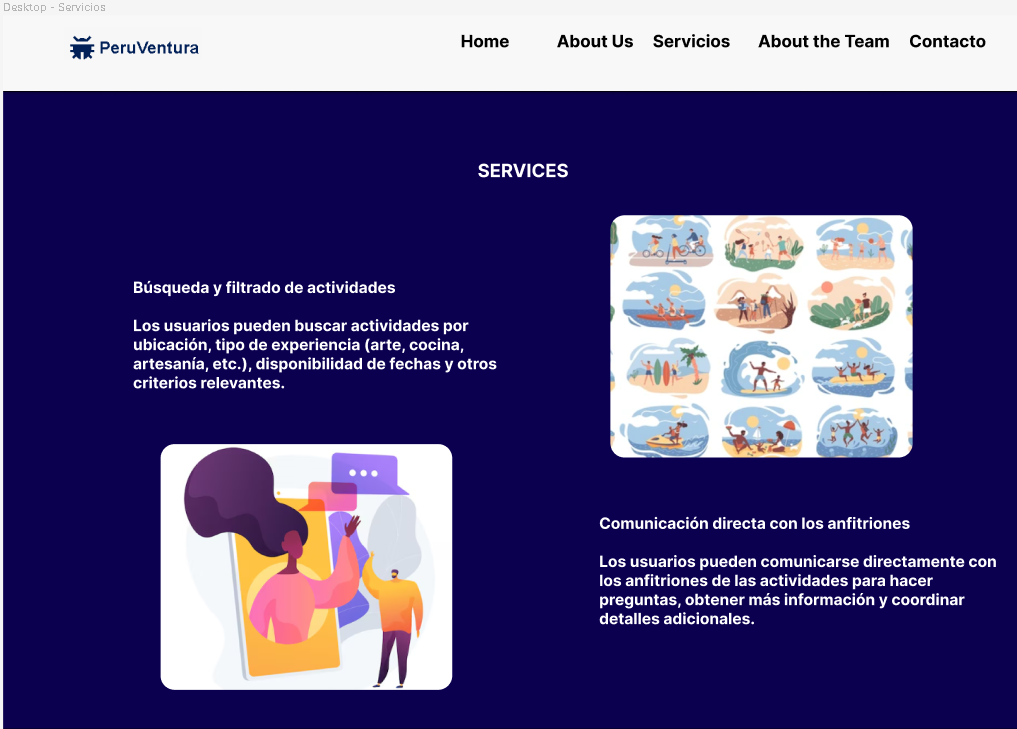 Desktop - Servicios
PeruVentura
Home About Us Servicios About the Team Contacto
SERVICES
Búsqueda y filtrado de actividades
Los usuarios pueden buscar actividades por
ubicación, tipo de experiencia (arte, cocina,
artesanía, etc.), disponibilidad de fechas y otros
criterios relevantes.
Comunicación directa con los anfitriones
Los usuarios pueden comunicarse directamente con
los anfitriones de las actividades para hacer
preguntas, obtener más información y coordinar
detalles adicionales.